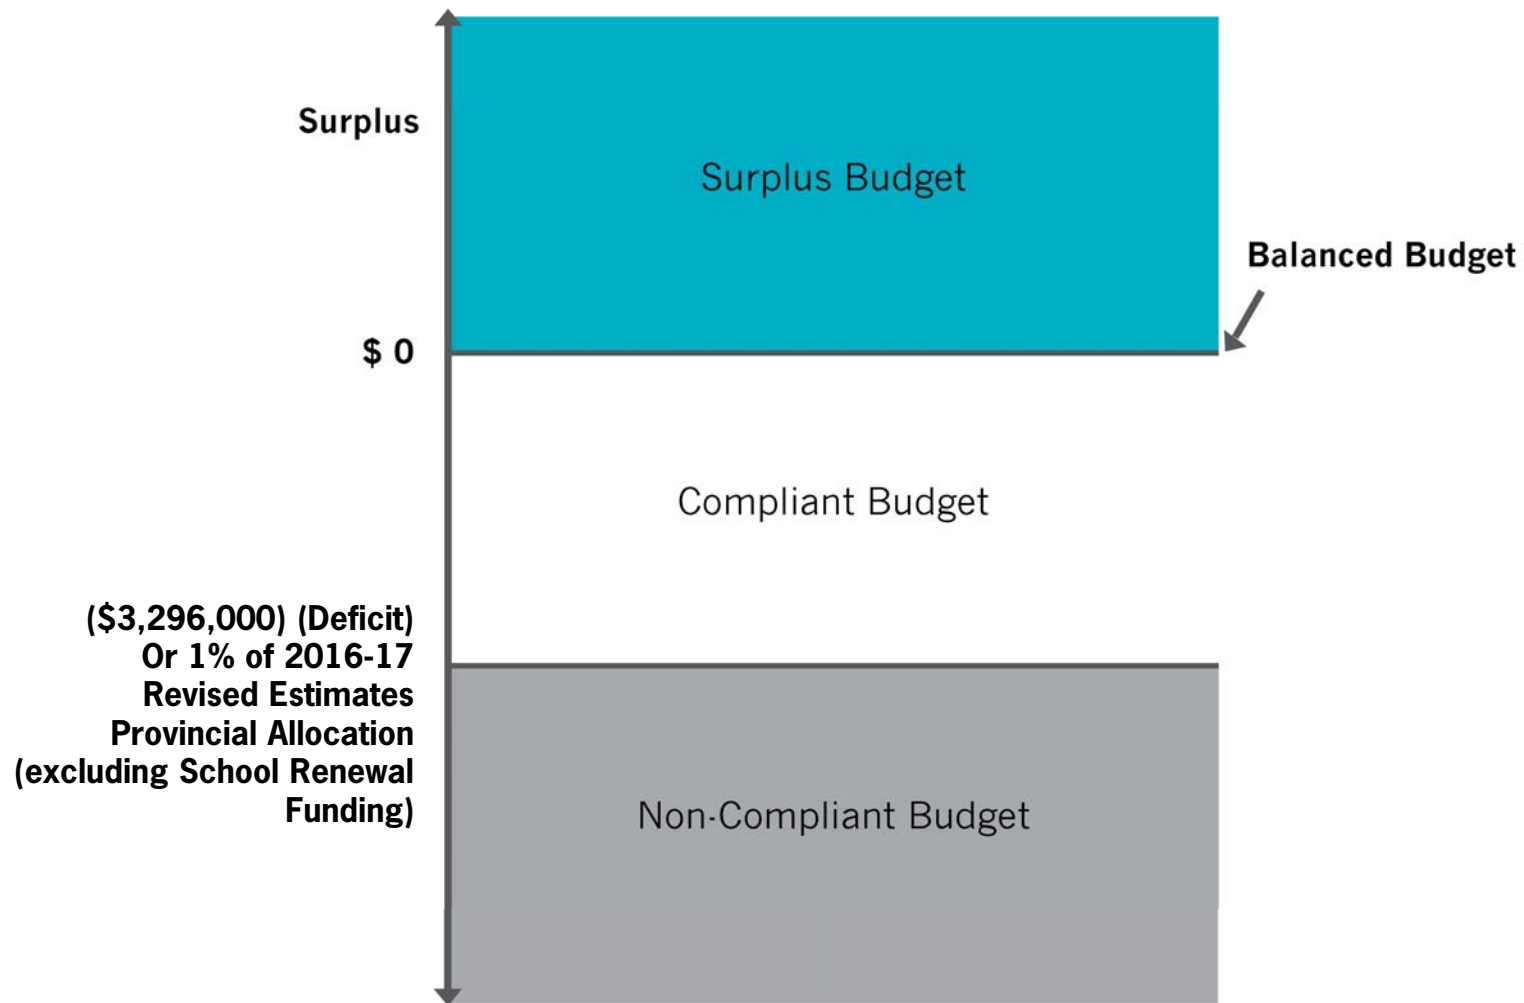 Surplus
Surplus Budget
Balanced Budget
$ 0
Compliant Budget
($3,296,000) (Deficit)
Or 1% of 2016-17
Revised Estimates
Provincial Allocation
(excluding School Renewal
Funding)
Non-Compliant Budget